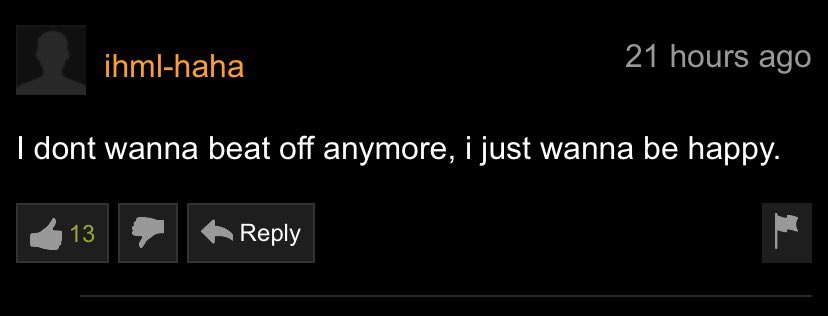 ihml-haha
21 hours ago
I dont wanna beat off anymore, i just wanna be happy.
13
Reply